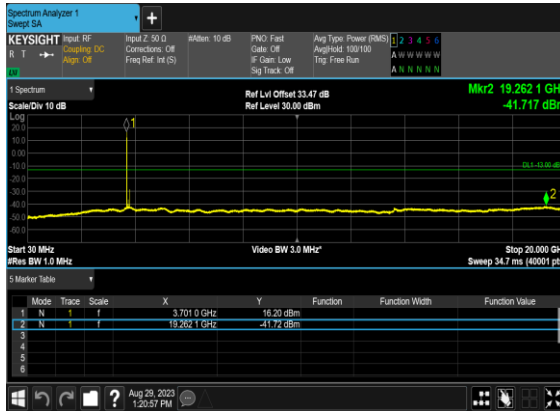 Spectrum Analyzer 1
Swept SA
+
KEYSIGHT Input: RF Input Z: 50 Ω #Atten: 10 dB PNO: Fast Avg Type: Power (RMS) 1 2 3 4 5 6
R T Coupling: DC Corrections: Off Gate: Off Avg|Hold: 100/100 A W W W W W
Align: Off Freq Ref: Int (S) IF Gain: Low Trig: Free Run
Sig Track: Off A N N N N N
1 Spectrum Ref Lvl Offset 33.47 dB Mkr2 19.262 1 GH
Scale/Div 10 dB Ref Level 30.00 dBm -41.717 dB
Log
20.0
10.0
0.00
-10.0
-20.0
-30.0
-40.0
-50.0
-60.0
1
DL1 -13.00 dB
2
Start 30 MHz Video BW 3.0 MHz* Stop 20.000 GH
#Res BW 1.0 MHz Sweep 34.7 ms (40001 pt
5 Marker Table
Mode Trace Scale X Y Function Function Width Function Value
1 N 1 f 3.701 0 GHz 16.20 dBm
2 N 1 f 19.262 1 GHz -41.72 dBm
3
4
5
6
? Aug 29, 2023
1:20:57 PM